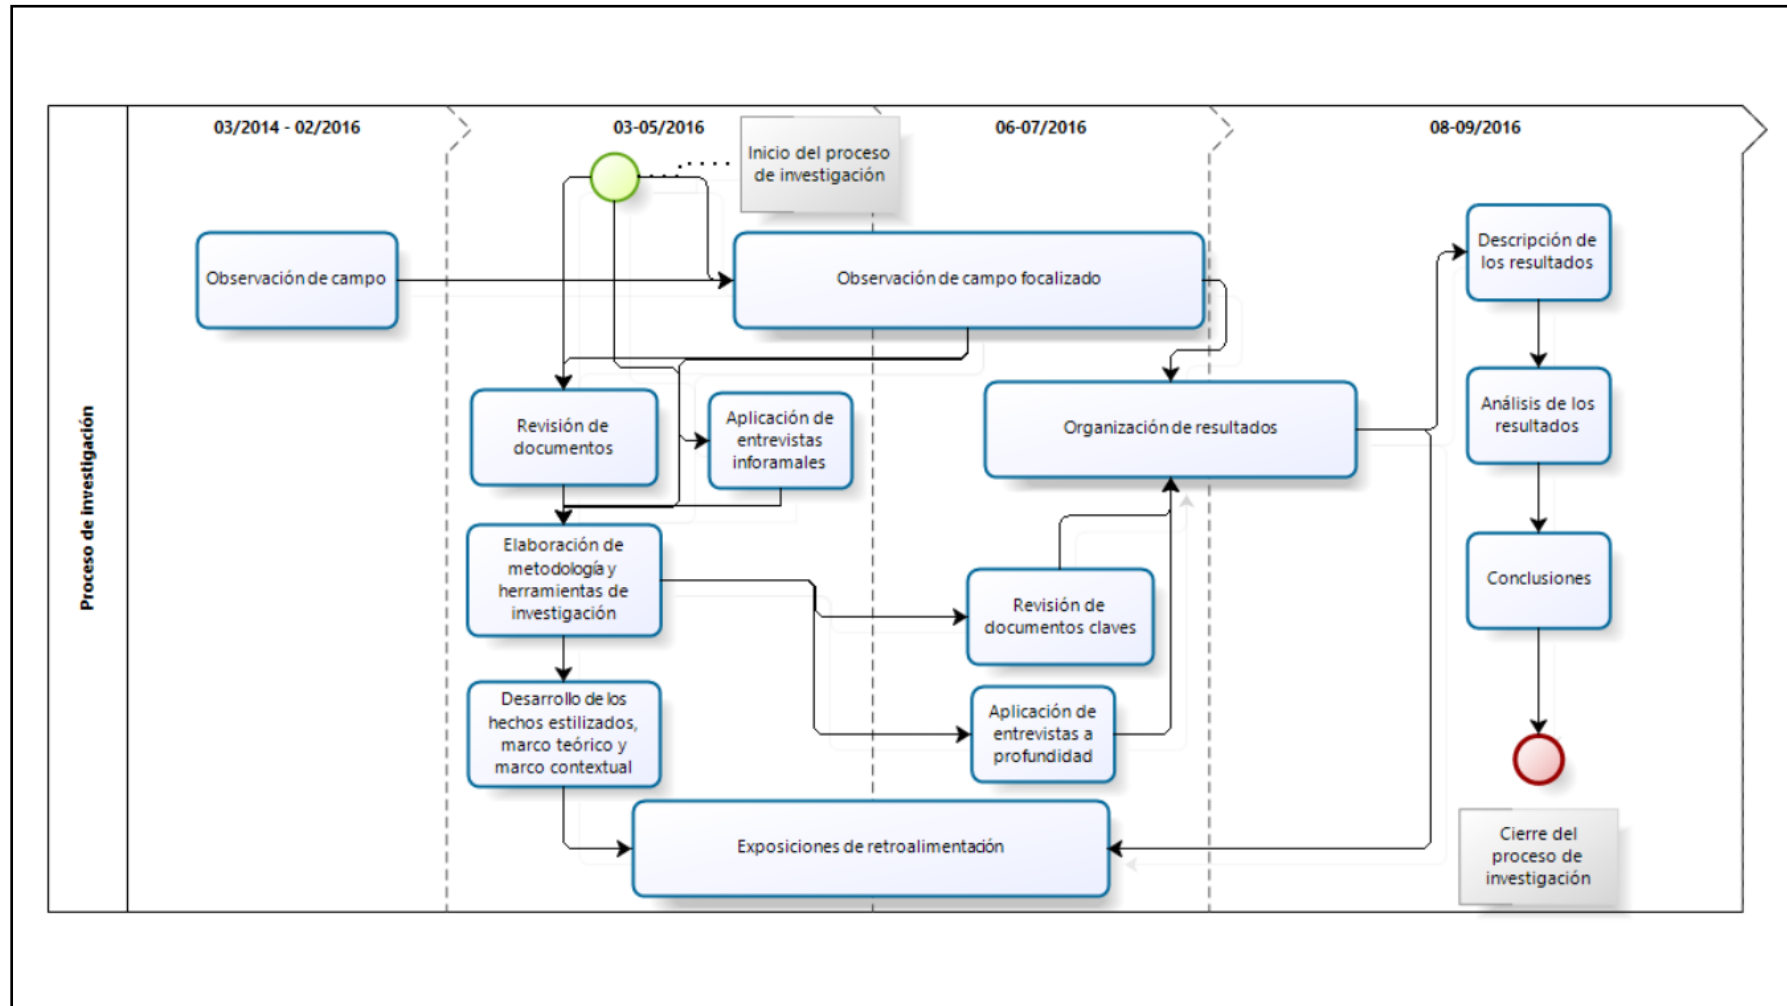 Proceso de investigación
03/2014 - 02/2016
03-05/2016
06-07/2016
08-09/2016
Inicio del proceso
de investigación
Observación de campo
Observación de campo focalizado
Descripción de
los resultados
Revisión de
documentos
Aplicación de
entrevistas
inforamales
Organización de resultados
Análisis de los
resultados
Elaboración de
metodología y
herramientas de
investigación
Revisión de
documentos claves
Conclusiones
Desarrollo de los
hechos estilizados,
marco teórico y
marco contextual
Aplicación de
entrevistas a
profundidad
Exposiciones de retroalimentación
Cierre del
proceso de
investigación